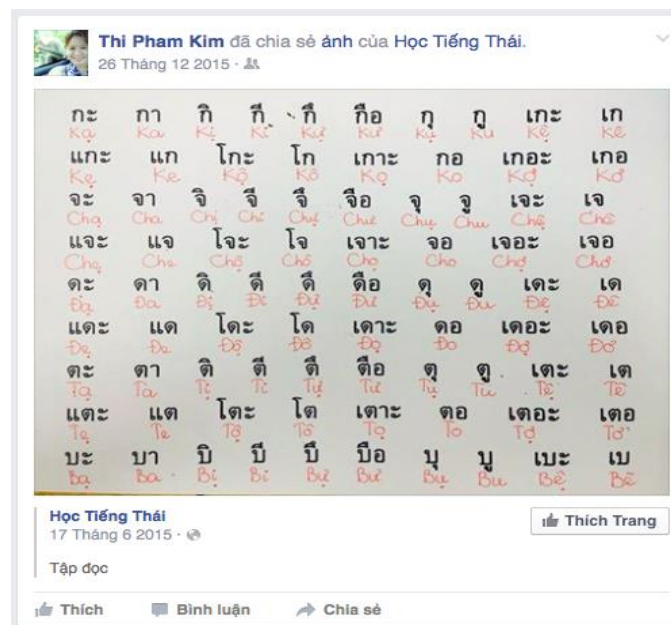 Thi Pham Kim đã chia sẻ ảnh của Học Tiếng Thái.
26 Tháng 12 2015 ·
กะ กา กิ กี กึ กือ กุ กู เกะ เก
Kạ Ka Kị Ki Kự Kư Kụ Ku Kệ Kê
แกะ แก โกะ โก เกาะ กอ เกอะ เกอ
Kẹ Ke Kộ Kô Kọ Ko Kợ Kơ
จะ จา จิ จี จึ จือ จุ จู เจะ เจ
Chạ Cha Chị Chi Chự Chư Chụ Chu Chệ Chê
แจะ แจ โจะ โจ เจาะ จอ เจอะ เจอ
Chẹ Che Chộ Chô Chọ Cho Chợ Chơ
ดะ ดา ดิ ดี ดึ ดือ ดุ ดู เดะ เด
Đạ Đa Đị Đi Đự Đư Đụ Đu Đệ Đê
แดะ แด โดะ โด เดาะ ดอ เดอะ เดอ
Đẹ Đe Độ Đô Đọ Đo Đợ Đơ
ตะ ตา ติ ตี ตึ ตือ ตุ ตู เตะ เต
Tạ Ta Tị Ti Tự Tư Tụ Tu Tệ Tê
แตะ แต โตะ โต เตาะ ตอ เตอะ เตอ
Tẹ Te Tộ Tô Tọ To Tợ Tơ
บะ บา บิ บี บึ บือ บุ บู เบะ เบ
Bạ Ba Bị Bi Bự Bư Bụ Bu Bệ Bê
Học Tiếng Thái
17 Tháng 6 2015 ·
Thích Trang
Tập đọc
Thích Bình luận Chia sẻ